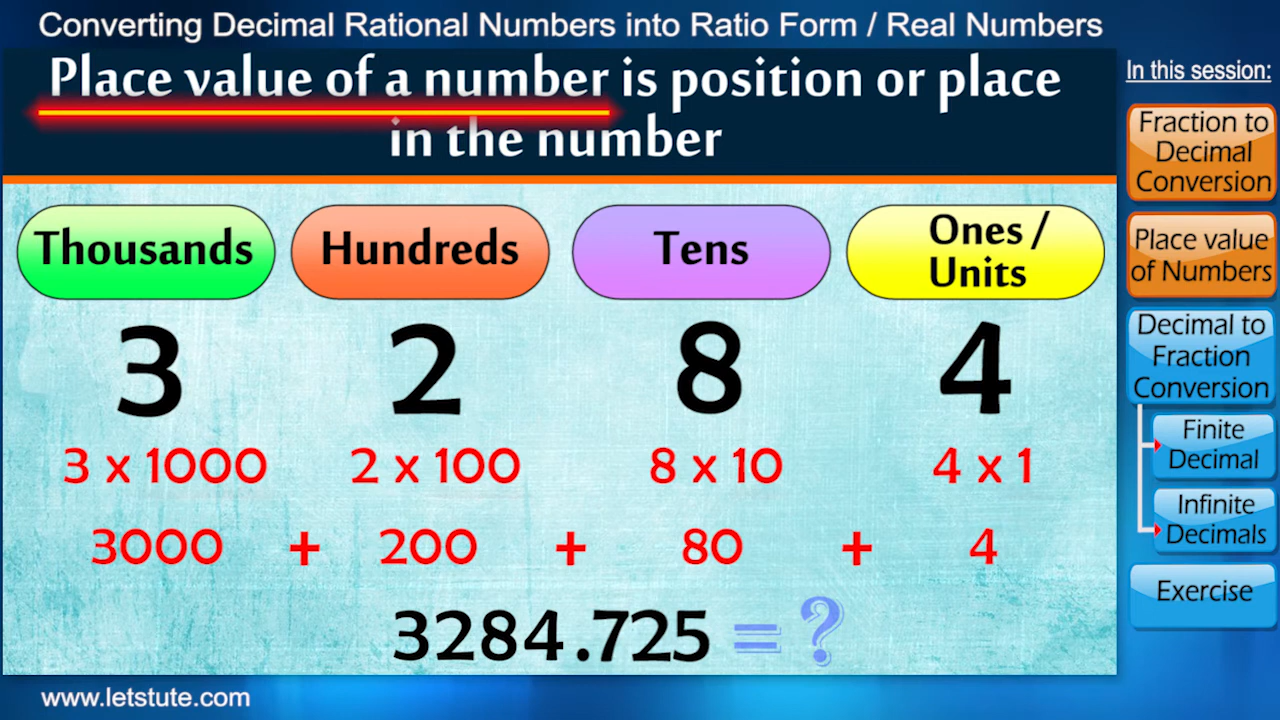 Converting Decimal Rational Numbers into Ratio Form / Real Numbers
Place value of a number is position or place
in the number
Thousands Hundreds Tens Ones /
Units
3 2 8 4
3 x 1000 2 x 100 8 x 10 4 x 1
3000 + 200 + 80 + 4
3284.725 = ?
In this session:
Fraction to
Decimal
Conversion
Place value
of Numbers
Decimal to
Fraction
Conversion
Finite
Decimal
Infinite
Decimals
Exercise
www.letstute.com